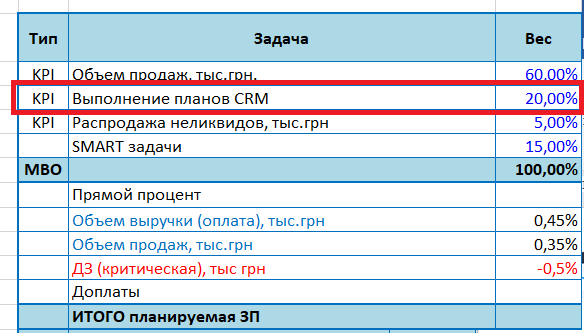 Тип Задача Вес
KPI Объем продаж, тыс.грн. 60,00%
KPI Выполнение планов CRM 20,00%
KPI Распродажа неликвидов, тыс.грн 5,00%
SMART задачи 15,00%
МВО 100,00%
Прямой процент
Объем выручки (оплата), тыс.грн 0,45%
Объем продаж, тыс.грн 0,35%
ДЗ (критическая), тыс грн -0,5%
Доплаты
ИТОГО планируемая ЗП